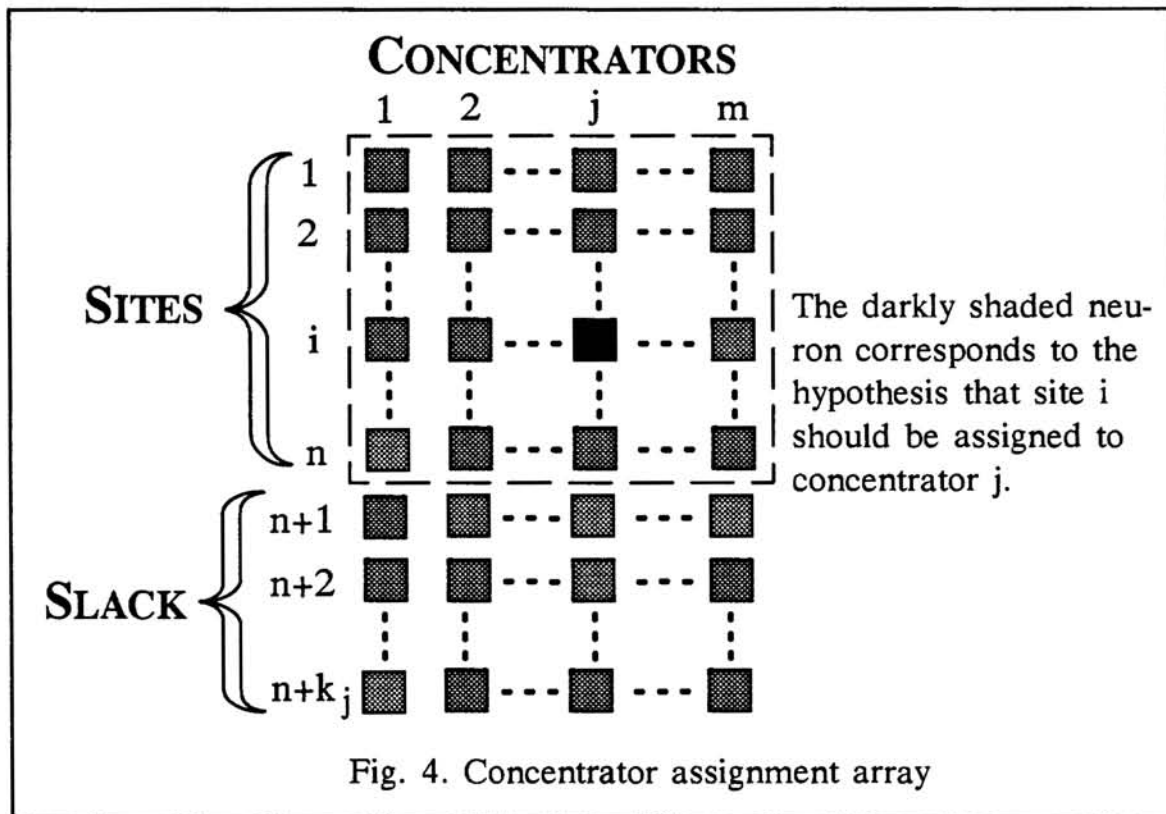 CONCENTRATORS
1 2 j m
1
2
SITES
i
n
The darkly shaded neu-
ron corresponds to the
hypothesis that site i
should be assigned to
concentrator j.
n+1
n+2
SLACK
n+k j
Fig. 4. Concentrator assignment array